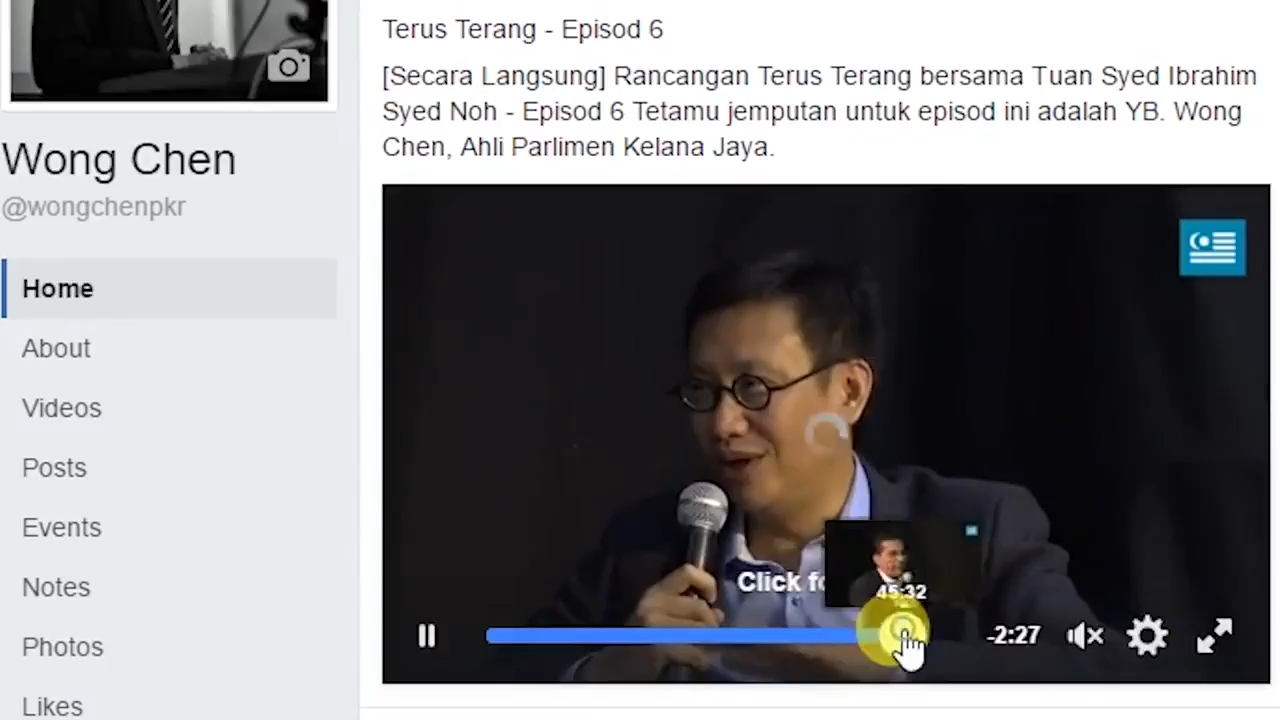 Terus Terang - Episod 6
[Secara Langsung] Rancangan Terus Terang bersama Tuan Syed Ibrahim
Syed Noh - Episod 6 Tetamu jemputan untuk episod ini adalah YB. Wong
Chen, Ahli Parlimen Kelana Jaya.
Wong Chen
@wongchenpkr
Home
About
Videos
Posts
Events
Notes
Photos
Likes
Click
45:32
-2:27